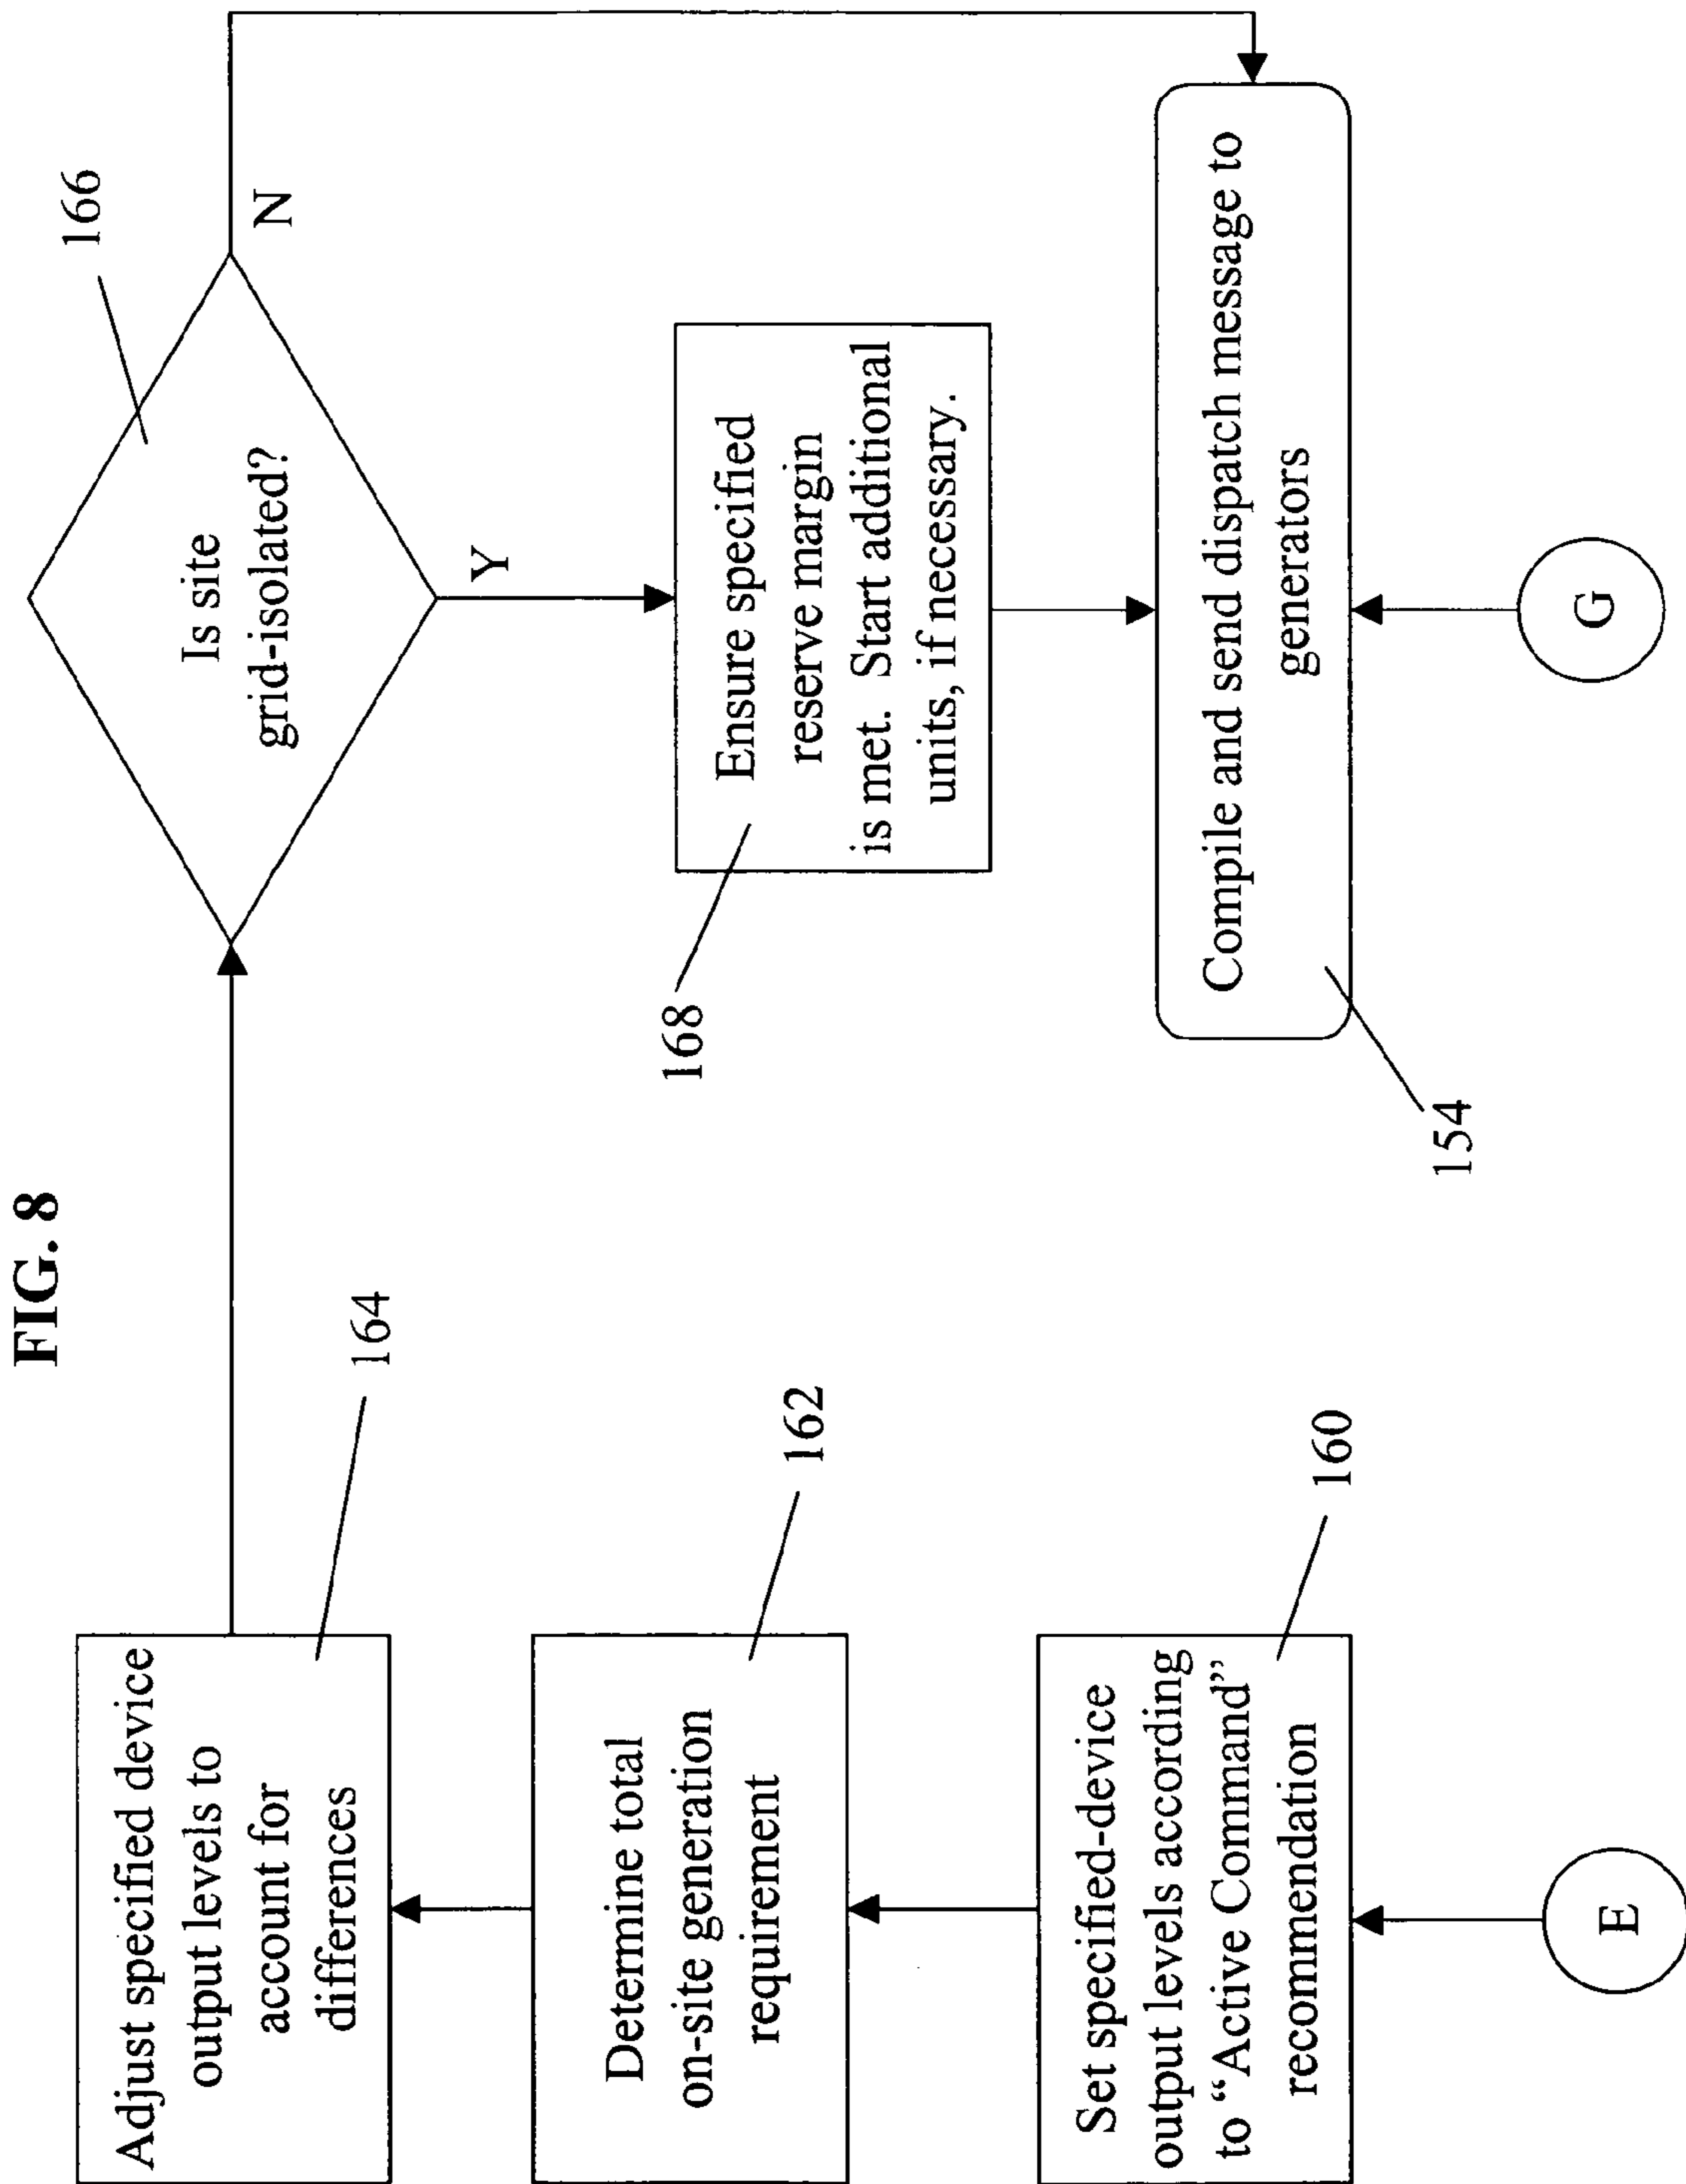 FIG. 8
Adjust specified device
output levels to
account for
differences
164
Determine total
on-site generation
requirement
162
Set specified-device
output levels according
to “Active Command”
recommendation
160
E
Is site
grid-isolated?
166
N
Y
Ensure specified
reserve margin
is met. Start additional
units, if necessary.
168
Compile and send dispatch message to
generators
154
G